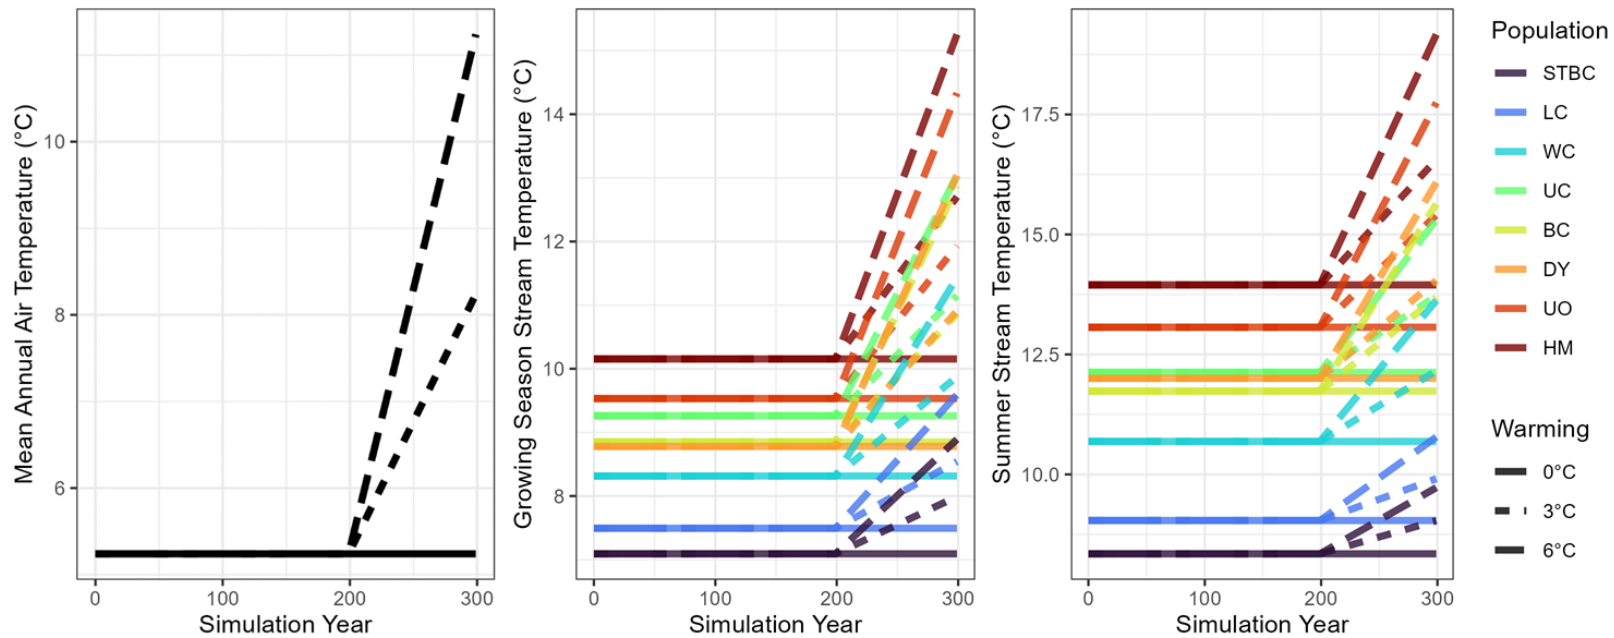 Mean Annual Air Temperature (°C)
10
8
6
0
100
200
300
Simulation Year
Growing Season Stream Temperature (°C)
14
12
10
8
0
100
200
300
Simulation Year
Summer Stream Temperature (°C)
17.5
15.0
12.5
10.0
0
100
200
300
Simulation Year
Population
STBC
LC
WC
UC
BC
DY
UO
HM
Warming
0°C
3°C
6°C